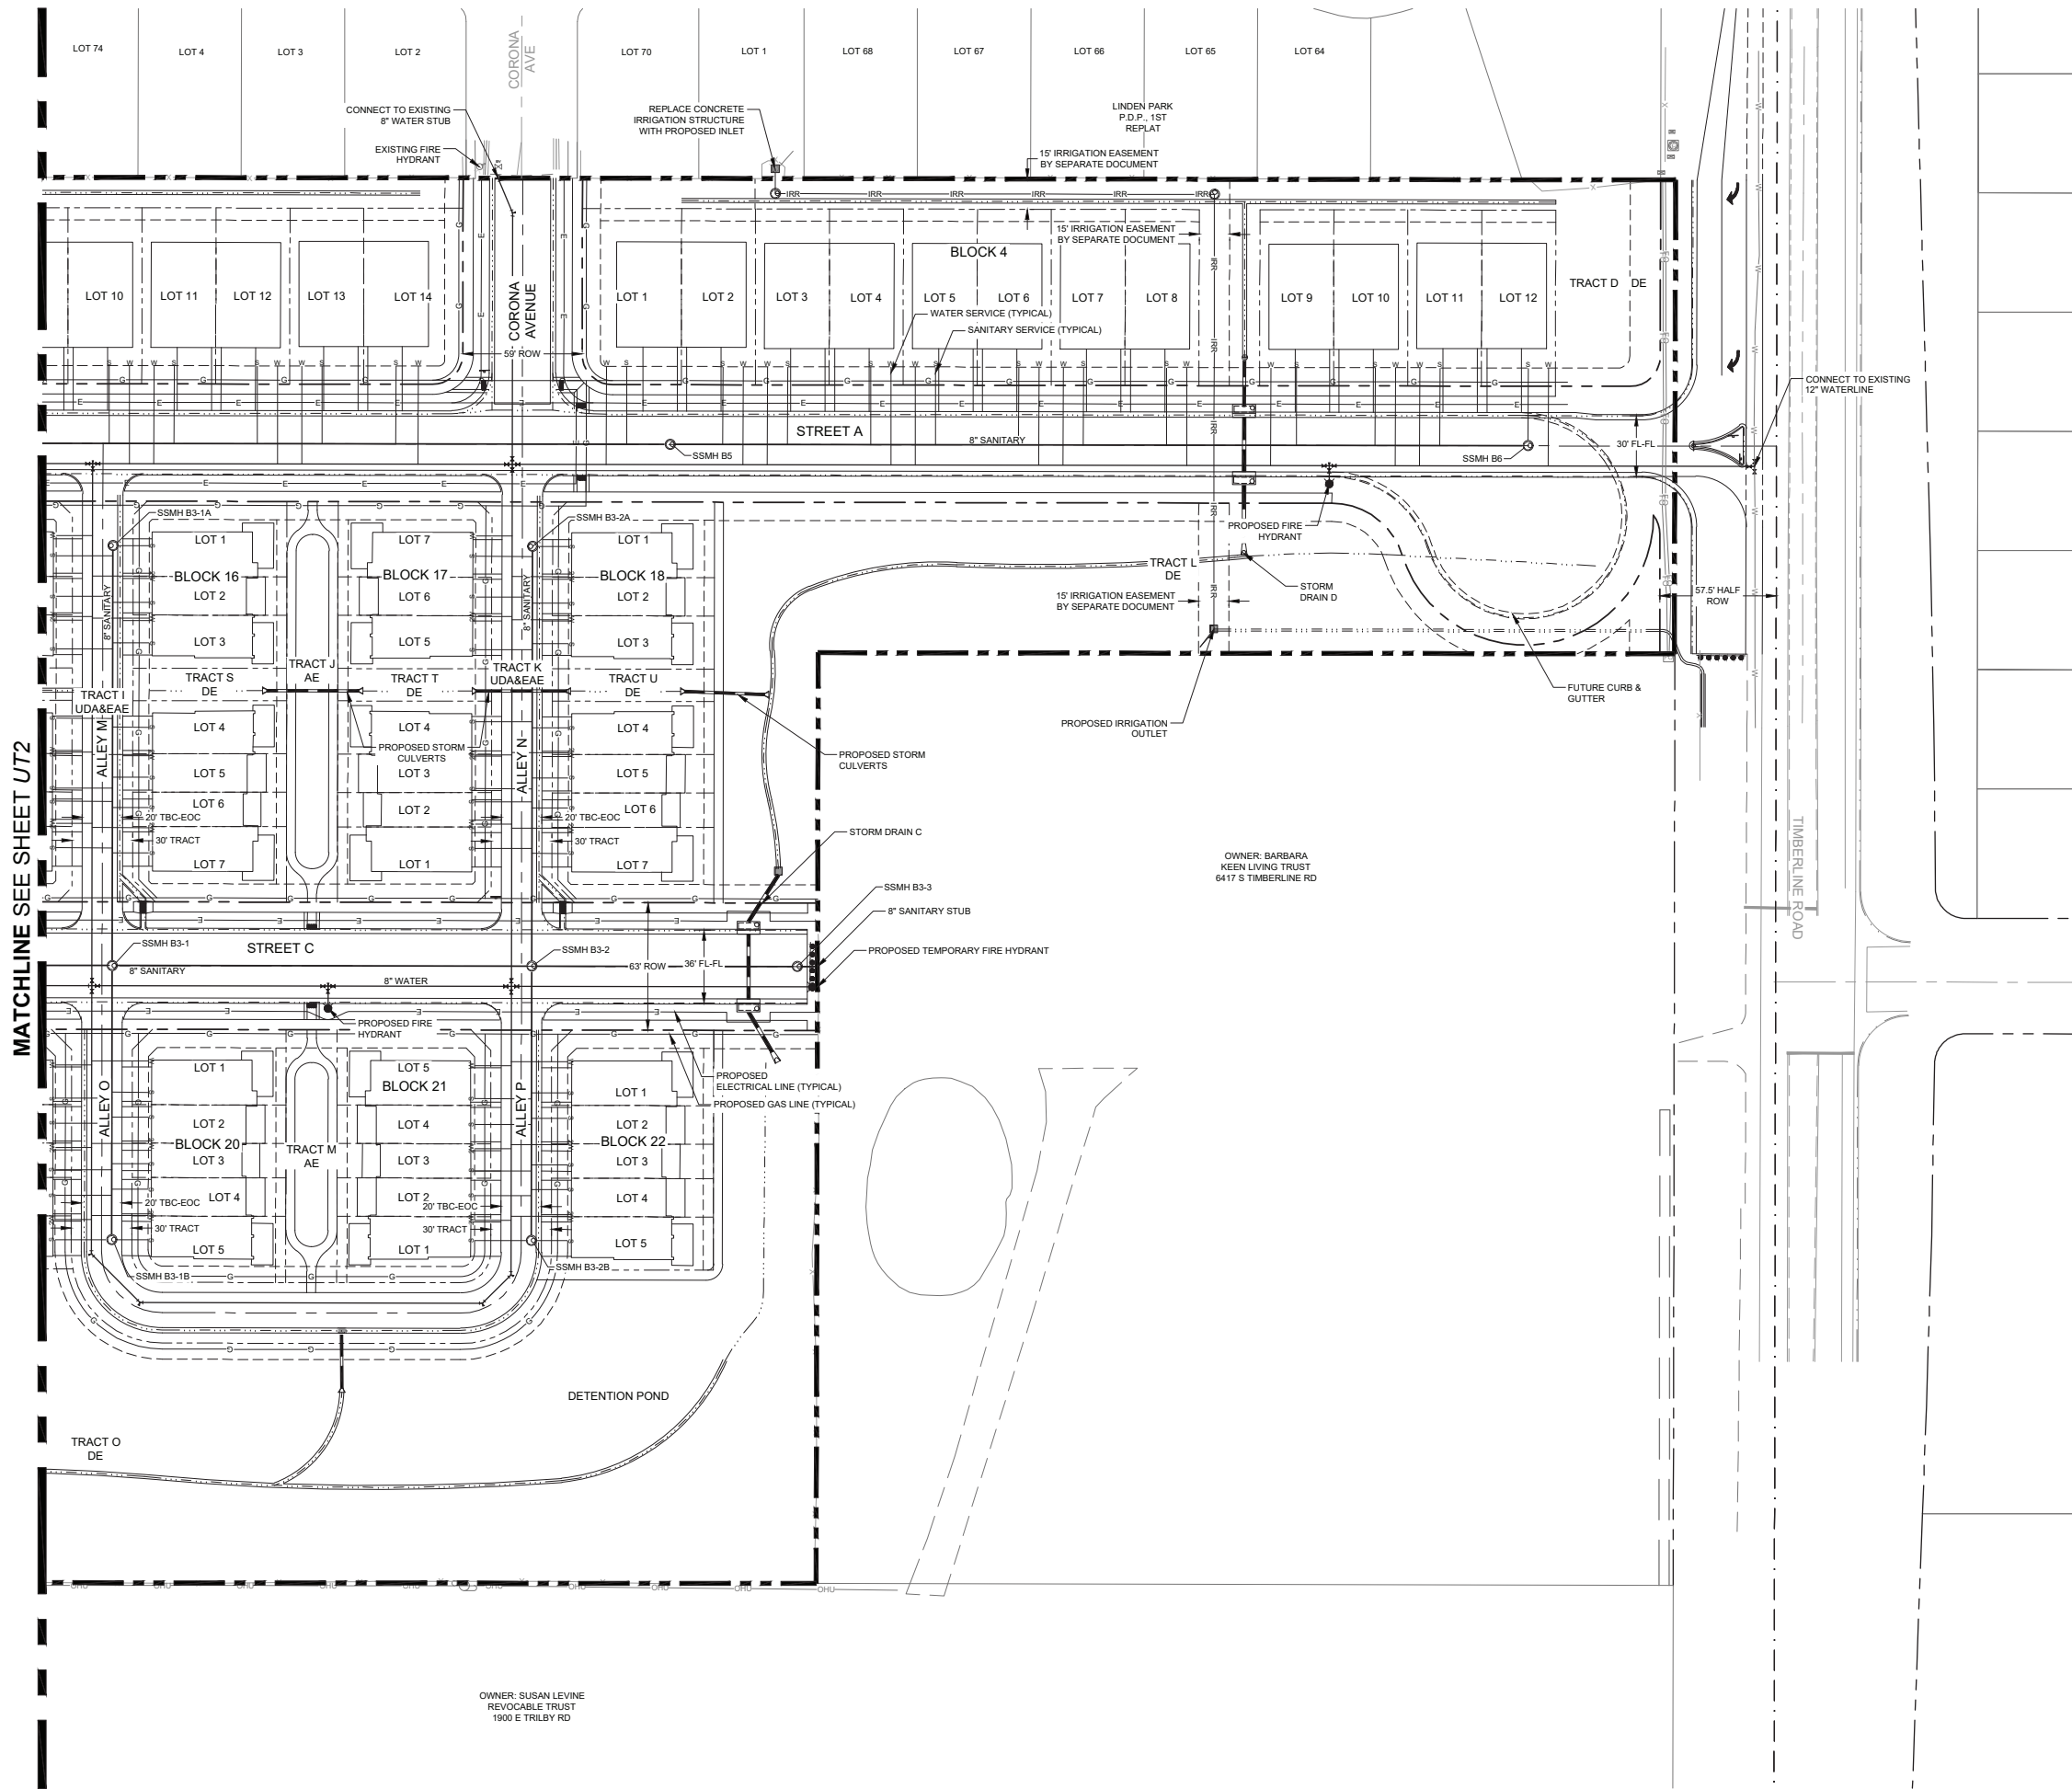 LOT 74
LOT 4
LOT 3
LOT 2
CORONA
AVE
LOT 70
LOT 1
LOT 68
LOT 67
LOT 66
LOT 65
LOT 64
CONNECT TO EXISTING
8" WATER STUB
EXISTING FIRE
HYDRANT
REPLACE CONCRETE
IRRIGATION STRUCTURE
WITH PROPOSED INLET
LINDEN PARK
P.D.P., 1ST
REPLAT
15' IRRIGATION EASEMENT
BY SEPARATE DOCUMENT
IRR IRR IRR IRR IRR IRR
15' IRRIGATION EASEMENT
BY SEPARATE DOCUMENT
BLOCK 4
LOT 10
LOT 11
LOT 12
LOT 13
LOT 14
CORONA
AVENUE
59' ROW
LOT 1
LOT 2
LOT 3
LOT 4
LOT 5
LOT 6
LOT 7
LOT 8
LOT 9
LOT 10
LOT 11
LOT 12
TRACT D DE
WATER SERVICE (TYPICAL)
SANITARY SERVICE (TYPICAL)
CONNECT TO EXISTING
12" WATERLINE
STREET A
8" SANITARY
30' FL-FL
SSMH B5
SSMH B6
SSMH B3-1A
SSMH B3-2A
PROPOSED FIRE
HYDRANT
LOT 1
BLOCK 16
LOT 2
LOT 3
8" SANITARY
LOT 7
BLOCK 17
LOT 6
LOT 5
8" SANITARY
LOT 1
BLOCK 18
LOT 2
LOT 3
TRACT L
DE
STORM
DRAIN D
15' IRRIGATION EASEMENT
BY SEPARATE DOCUMENT
57.5' HALF
ROW
TRACT I
UDA&EAE
TRACT S
DE
TRACT J
AE
TRACT T
DE
TRACT K
UDA&EAE
TRACT U
DE
FUTURE CURB &
GUTTER
PROPOSED IRRIGATION
OUTLET
MATCHLINE SEE SHEET UT2
ALLEY M
LOT 4
LOT 5
LOT 6
LOT 7
PROPOSED STORM
CULVERTS
LOT 4
LOT 3
LOT 2
LOT 1
ALLEY N
LOT 4
LOT 5
LOT 6
LOT 7
20' TBC-EOC
30' TRACT
20' TBC-EOC
30' TRACT
PROPOSED STORM
CULVERTS
STORM DRAIN C
OWNER: BARBARA
KEEN LIVING TRUST
6417 S TIMBERLINE RD
TIMBERLINE ROAD
SSMH B3-3
8" SANITARY STUB
PROPOSED TEMPORARY FIRE HYDRANT
SSMH B3-1
STREET C
SSMH B3-2
8" SANITARY
63' ROW
36' FL-FL
8" WATER
PROPOSED FIRE
HYDRANT
LOT 1
LOT 2
BLOCK 20
LOT 3
LOT 4
LOT 5
ALLEY O
TRACT M
AE
LOT 5
BLOCK 21
LOT 4
LOT 3
LOT 2
LOT 1
ALLEY P
LOT 1
LOT 2
BLOCK 22
LOT 3
LOT 4
LOT 5
PROPOSED
ELECTRICAL LINE (TYPICAL)
PROPOSED GAS LINE (TYPICAL)
20' TBC-EOC
30' TRACT
20' TBC-EOC
30' TRACT
SSMH B3-1B
SSMH B3-2B
DETENTION POND
TRACT O
DE
OHU OHU OHU OHU OHU OHU OHU OHU OHU OHU
OWNER: SUSAN LEVINE
REVOCABLE TRUST
1900 E TRILBY RD